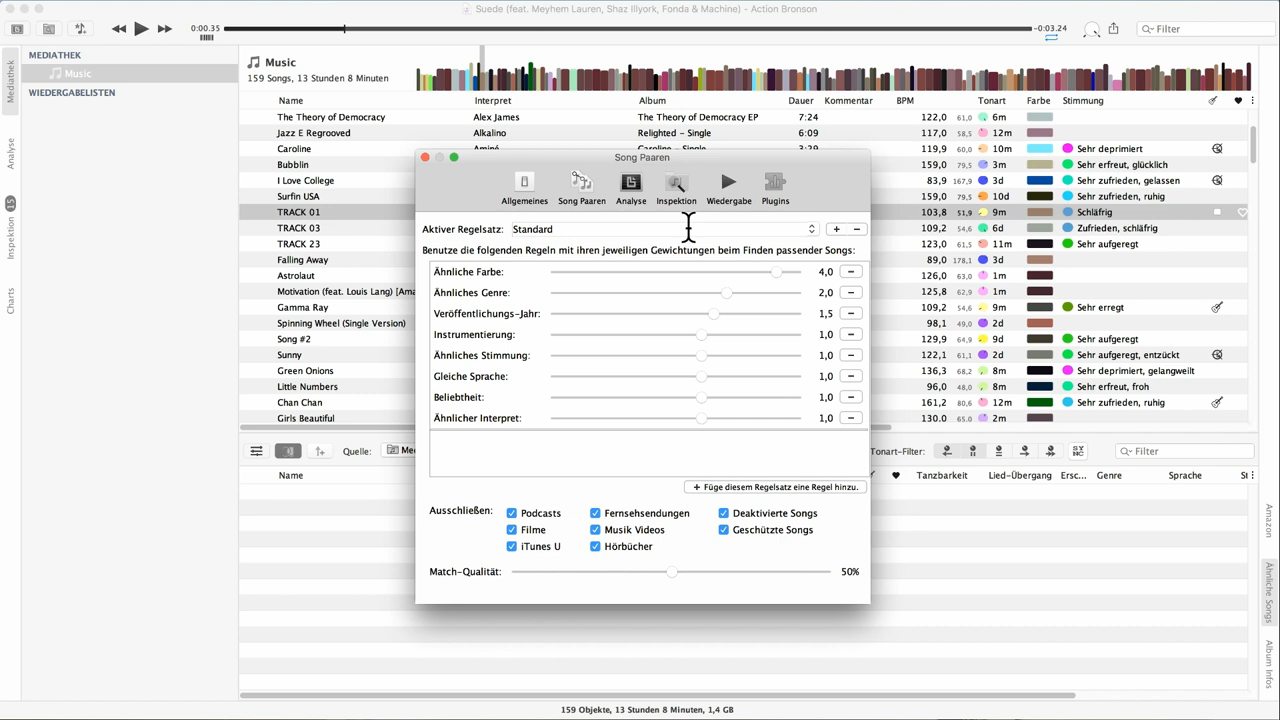 Suede (feat. Meyhem Lauren, Shaz Illyork, Fonda & Machine) - Action Bronson
0:00.35
-0:03.24
Filter
MEDIATHEK
Music
WIEDERGABELISTEN
Mediathek
Analyse
Inspektion 15
Charts
Music
159 Songs, 13 Stunden 8 Minuten
Name Interpret Album Dauer Kommentar BPM Tonart Farbe Stimmung
The Theory of Democracy Alex James The Theory of Democracy EP 7:24 122,0 61,0 6m
Jazz E Regrooved Alkalino Relighted - Single 6:09 117,0 58,5 12m
Caroline Aminé Caroline - Single 3:29 119,9 60,0 10m Sehr deprimiert
Bubblin 159,0 79,5 3m Sehr erfreut, glücklich
I Love College 83,9 167,9 3d Sehr zufrieden, gelassen
Surfin USA 159,0 79,5 10d Sehr zufrieden, ruhig
TRACK 01 103,8 51,9 9m Schläfrig
TRACK 03 109,2 54,6 6d Zufrieden, schläfrig
TRACK 23 123,0 61,5 11m Sehr aufgeregt
Falling Away 89,0 178,1 3d
Astrolaut 126,0 63,0 1m
Motivation (feat. Louis Lang) [Ama 125,8 62,9 1m
Gamma Ray 109,2 54,6 9m Sehr erregt
Spinning Wheel (Single Version) 98,1 49,0 2d
Song #2 129,9 64,9 9d Sehr aufgeregt
Sunny 122,1 61,1 2d Sehr aufgeregt, entzückt
Green Onions 136,3 68,2 8m Sehr deprimiert, gelangweilt
Little Numbers 96,0 48,0 8m Sehr erfreut, froh
Chan Chan 161,2 80,6 12m Sehr zufrieden, ruhig
Girls Beautiful 130,0 65,0 2m
Song Paaren
Allgemeines Song Paaren Analyse Inspektion Wiedergabe Plugins
Aktiver Regelsatz: Standard + −
Benutze die folgenden Regeln mit ihren jeweiligen Gewichtungen beim Finden passender Songs:
Ähnliche Farbe: 4,0 −
Ähnliches Genre: 2,0 −
Veröffentlichungs-Jahr: 1,5 −
Instrumentierung: 1,0 −
Ähnliches Stimmung: 1,0 −
Gleiche Sprache: 1,0 −
Beliebtheit: 1,0 −
Ähnlicher Interpret: 1,0 −
+ Füge diesem Regelsatz eine Regel hinzu.
Ausschließen: Podcasts Fernsehsendungen Deaktivierte Songs
Filme Musik Videos Geschützte Songs
iTunes U Hörbücher
Match-Qualität: 50%
Quelle: Me
Tonart-Filter: SYNC Filter
Name Tanzbarkeit Lied-Übergang Ersc... Genre Sprache St
Amazon
Ähnliche Songs
Album Infos
159 Objekte, 13 Stunden 8 Minuten, 1,4 GB